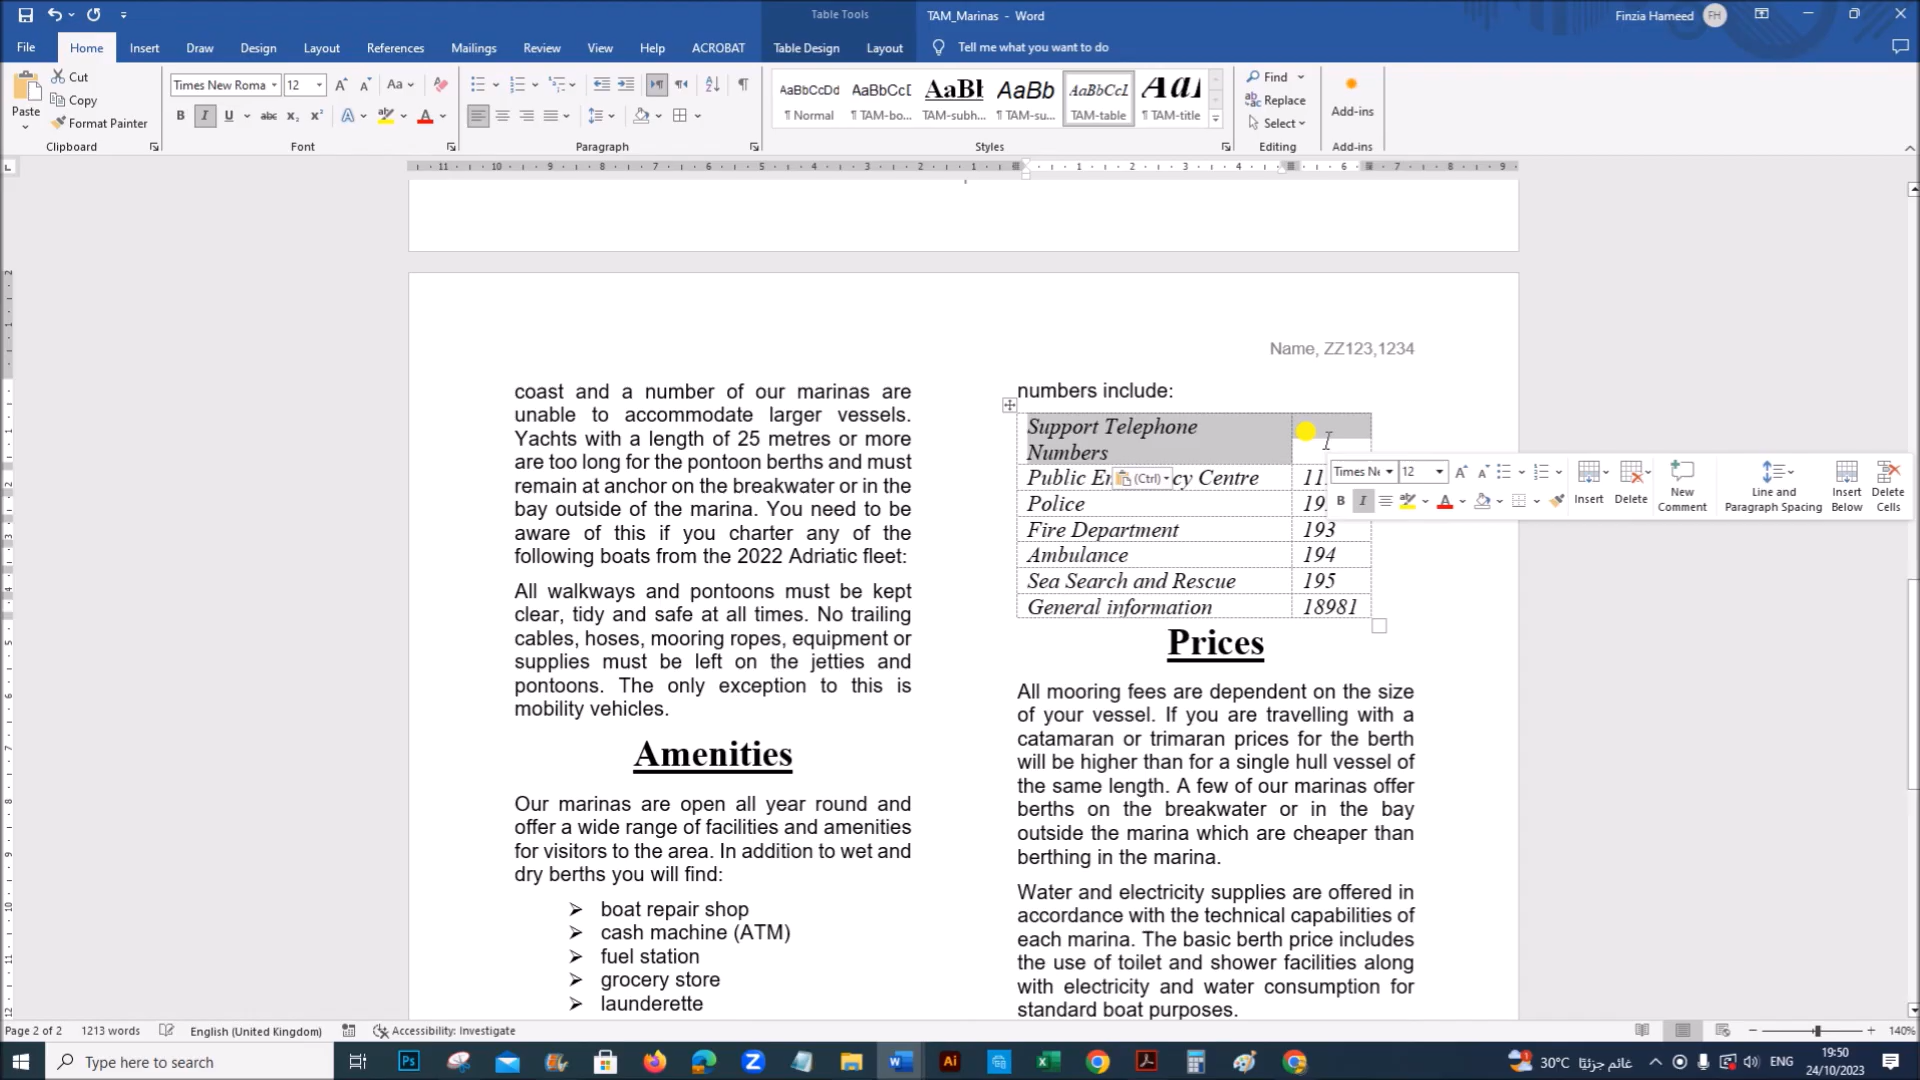 Table Tools
TAM_Marinas - Word
Finzia Hameed FH
File Home Insert Draw Design Layout References Mailings Review View Help ACROBAT Table Design Layout Tell me what you want to do
Paste
Cut
Copy
Format Painter
Clipboard
Times New Roma 12
Font
Paragraph
AaBbCcDd
¶ Normal
¶ TAM-bo...
AaBl
TAM-subh...
AaBb
¶ TAM-su...
TAM-table
¶ TAM-title
Styles
Find
Replace
Select
Editing
Add-ins
Add-ins
Name, ZZ123,1234
coast and a number of our marinas are
unable to accommodate larger vessels.
Yachts with a length of 25 metres or more
are too long for the pontoon berths and must
remain at anchor on the breakwater or in the
bay outside of the marina. You need to be
aware of this if you charter any of the
following boats from the 2022 Adriatic fleet:
All walkways and pontoons must be kept
clear, tidy and safe at all times. No trailing
cables, hoses, mooring ropes, equipment or
supplies must be left on the jetties and
pontoons. The only exception to this is
mobility vehicles.
Amenities
Our marinas are open all year round and
offer a wide range of facilities and amenities
for visitors to the area. In addition to wet and
dry berths you will find:
➢ boat repair shop
➢ cash machine (ATM)
➢ fuel station
➢ grocery store
➢ launderette
numbers include:
Support Telephone
Numbers
Public Em cy Centre 11
(Ctrl)
Police 19
Fire Department 193
Ambulance 194
Sea Search and Rescue 195
General information 18981
Times Ne 12
Insert
Delete
New
Comment
Line and
Paragraph Spacing
Insert
Below
Delete
Cells
Prices
All mooring fees are dependent on the size
of your vessel. If you are travelling with a
catamaran or trimaran prices for the berth
will be higher than for a single hull vessel of
the same length. A few of our marinas offer
berths on the breakwater or in the bay
outside the marina which are cheaper than
berthing in the marina.
Water and electricity supplies are offered in
accordance with the technical capabilities of
each marina. The basic berth price includes
the use of toilet and shower facilities along
with electricity and water consumption for
standard boat purposes.
Page 2 of 2 1213 words English (United Kingdom) Accessibility: Investigate 140%
Type here to search
30°C غائم جزئيًا ENG
19:50
24/10/2023